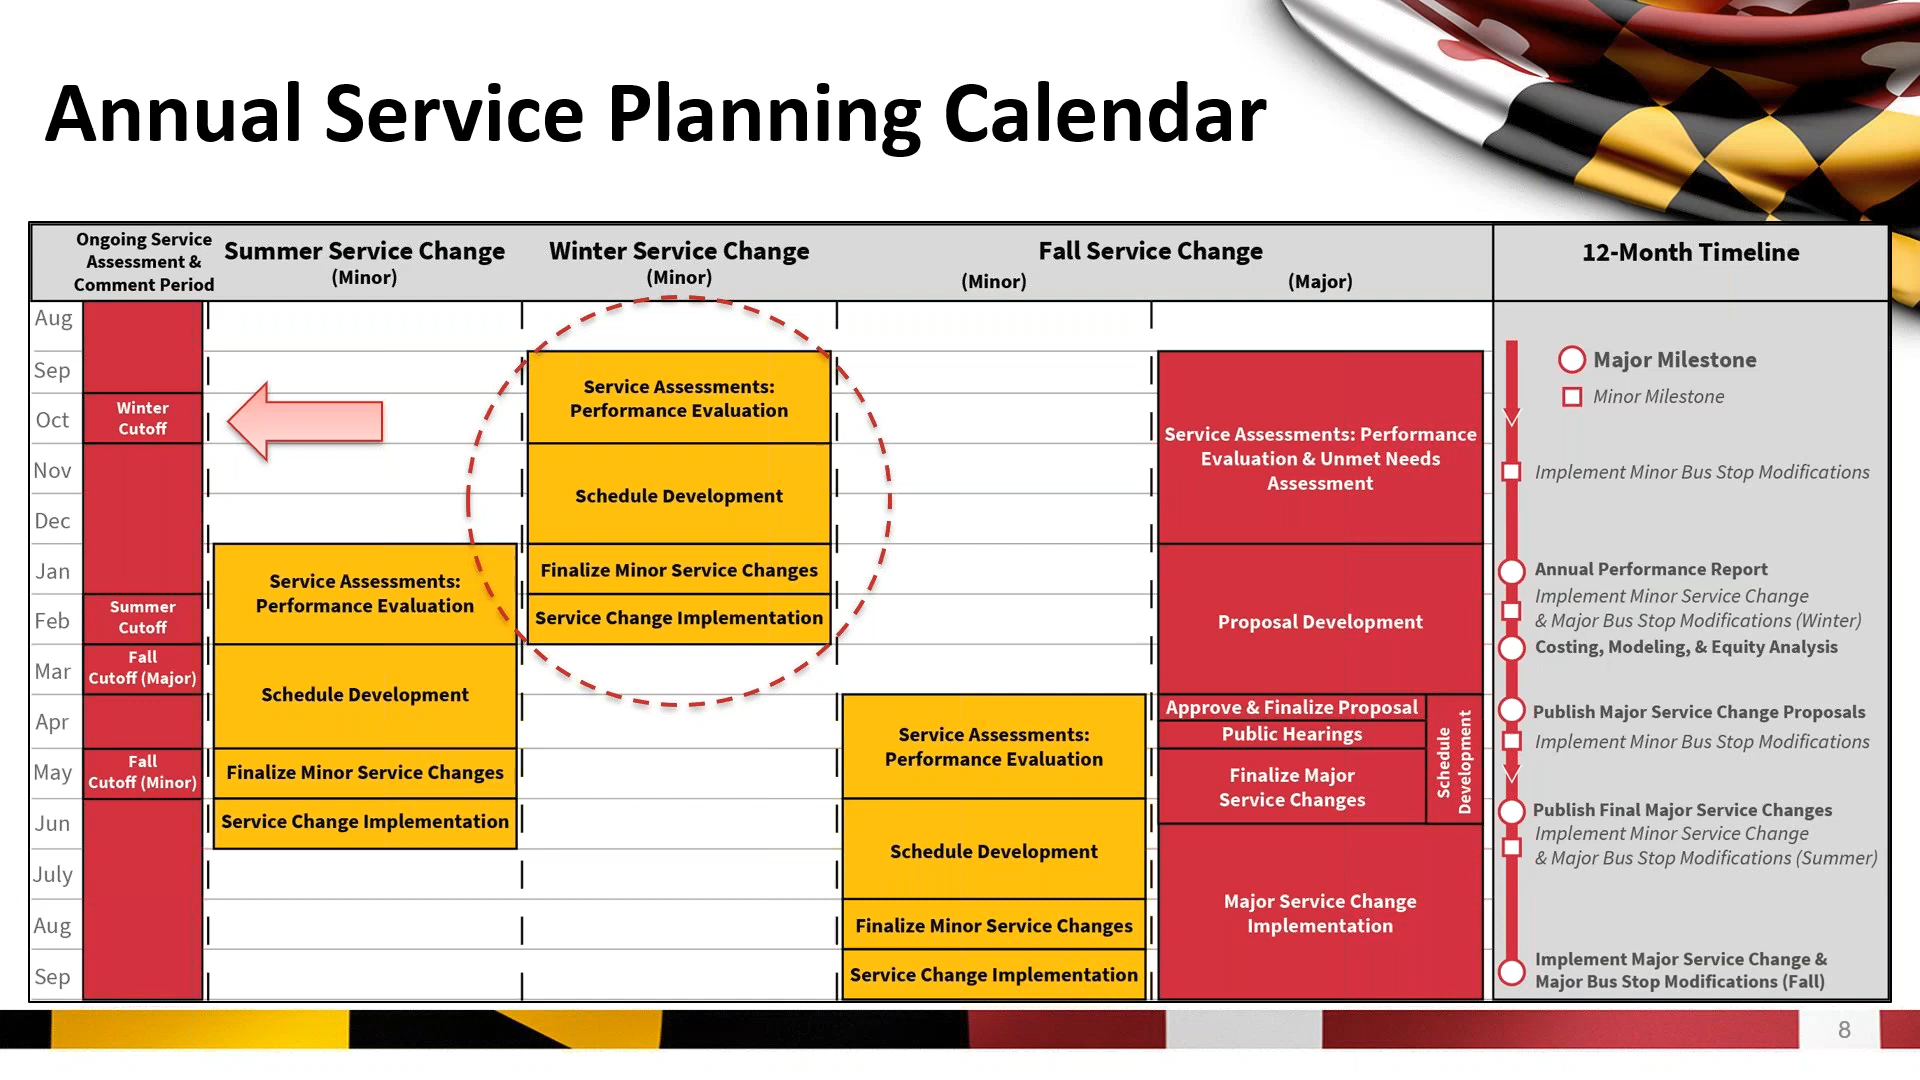 Annual Service Planning Calendar
Ongoing Service
Assessment &
Comment Period
Summer Service Change
(Minor)
Winter Service Change
(Minor)
Fall Service Change
(Minor)
(Major)
12-Month Timeline
Aug
Sep
Oct
Nov
Dec
Jan
Feb
Mar
Apr
May
Jun
July
Aug
Sep
Winter
Cutoff
Summer
Cutoff
Fall
Cutoff (Major)
Fall
Cutoff (Minor)
Service Assessments:
Performance Evaluation
Schedule Development
Finalize Minor Service Changes
Service Change Implementation
Service Assessments:
Performance Evaluation
Schedule Development
Finalize Minor Service Changes
Service Change Implementation
Service Assessments:
Performance Evaluation
Schedule Development
Finalize Minor Service Changes
Service Change Implementation
Service Assessments: Performance
Evaluation & Unmet Needs
Assessment
Proposal Development
Approve & Finalize Proposal
Public Hearings
Finalize Major
Service Changes
Schedule
Development
Major Service Change
Implementation
Major Milestone
Minor Milestone
Implement Minor Bus Stop Modifications
Annual Performance Report
Implement Minor Service Change
& Major Bus Stop Modifications (Winter)
Costing, Modeling, & Equity Analysis
Publish Major Service Change Proposals
Implement Minor Bus Stop Modifications
Publish Final Major Service Changes
Implement Minor Service Change
& Major Bus Stop Modifications (Summer)
Implement Major Service Change &
Major Bus Stop Modifications (Fall)
8